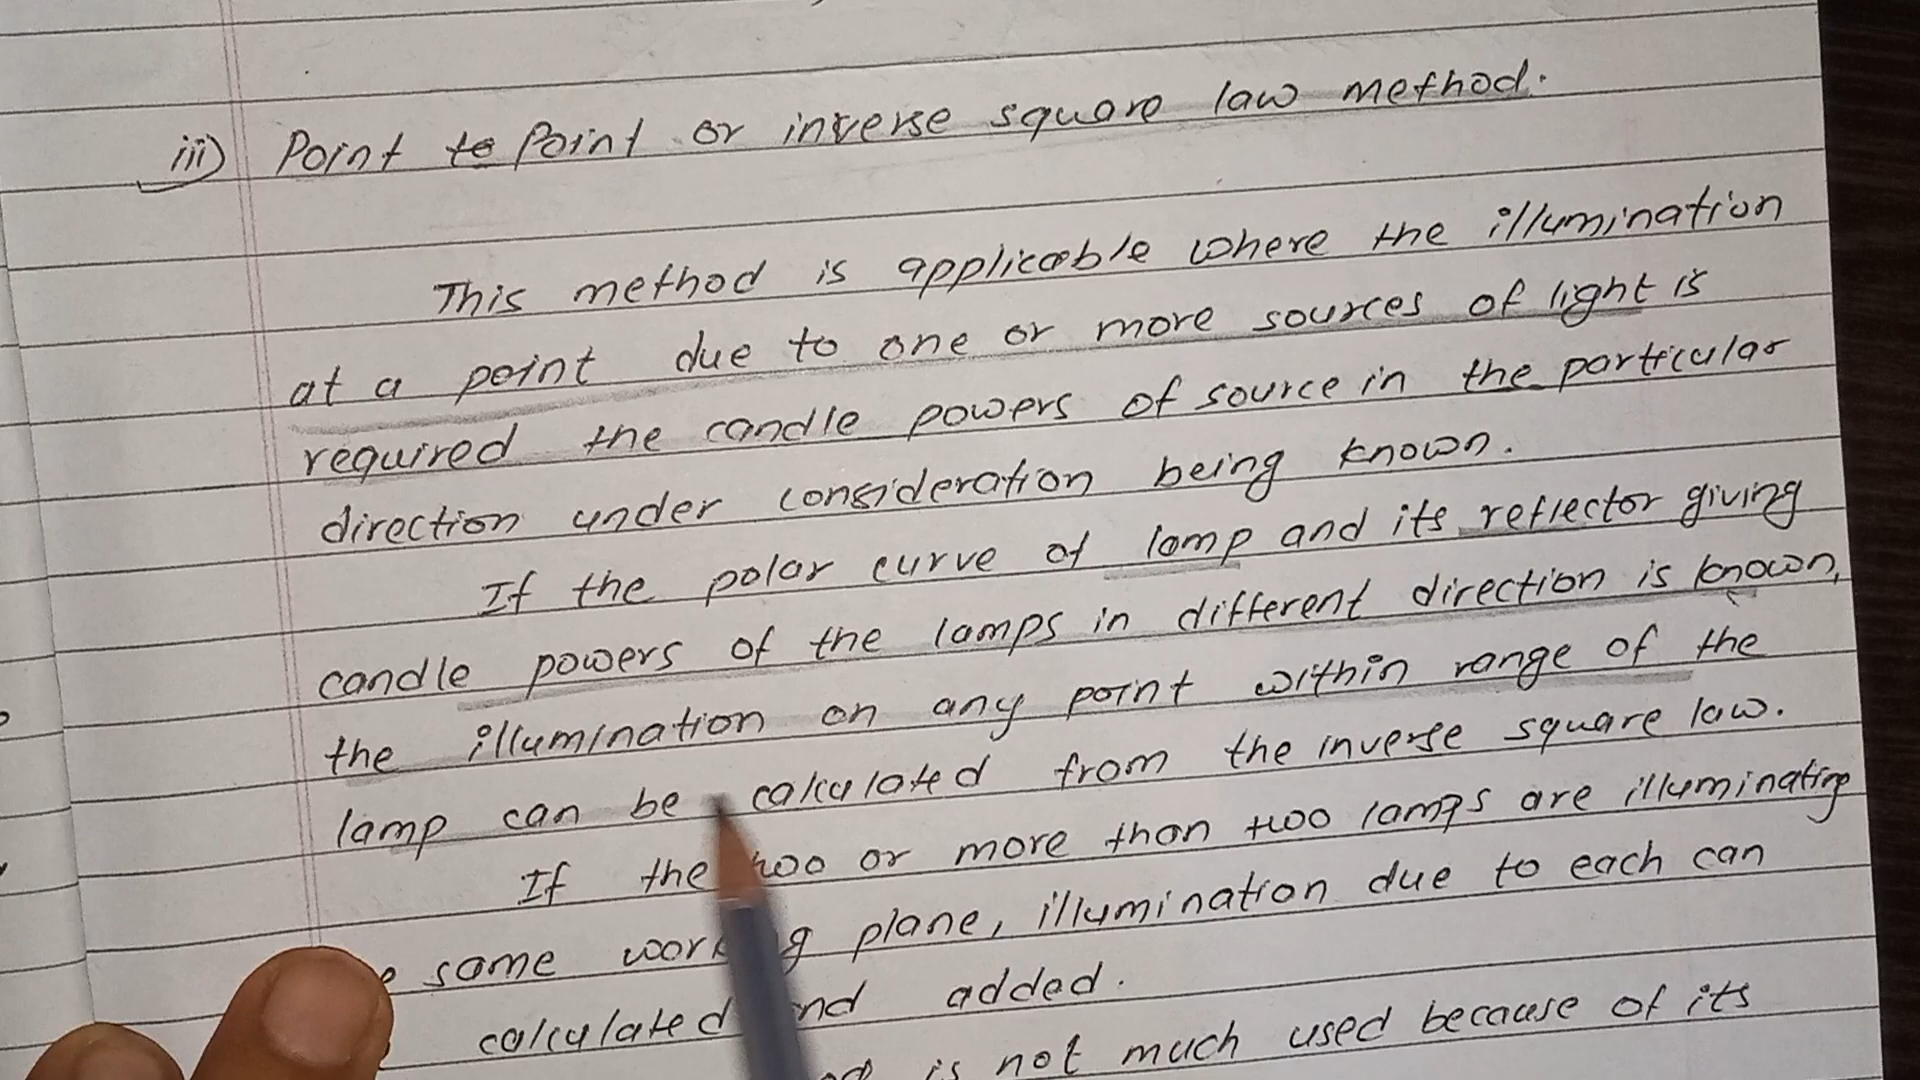 iii) Point to Point or inverse square law method.
This method is applicable where the illumination
at a point due to one or more sources of light is
required the candle powers of source in the particular
direction under consideration being known.
If the polar curve of lamp and its reflector giving
candle powers of the lamps in different direction is known,
the illumination on any point within range of the
lamp can be calculated from the inverse square law.
If the two or more than two lamps are illuminating
same working plane, illumination due to each can
calculated and added.
is not much used because of its